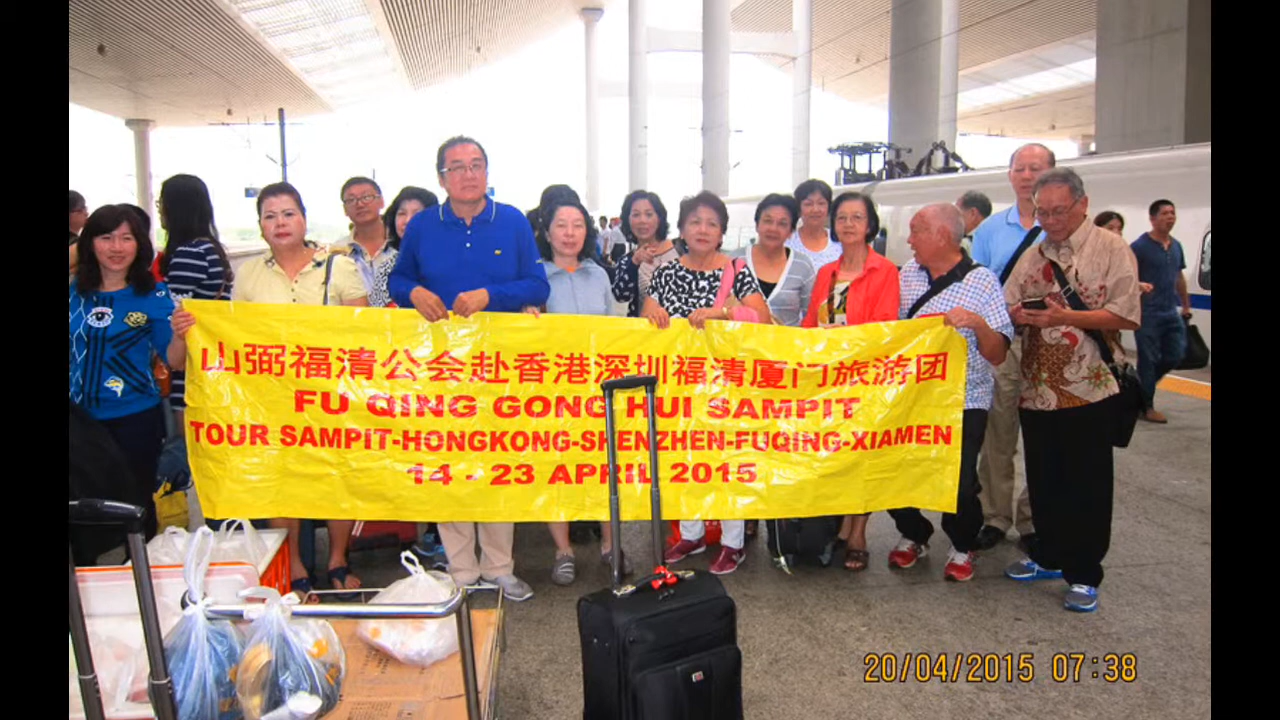 山弼福清公会赴香港深圳福清厦门旅游团
FU QING GONG HUI SAMPIT
TOUR SAMPIT-HONGKONG-SHENZHEN-FUQING-XIAMEN
14 - 23 APRIL 2015
20/04/2015 07:38